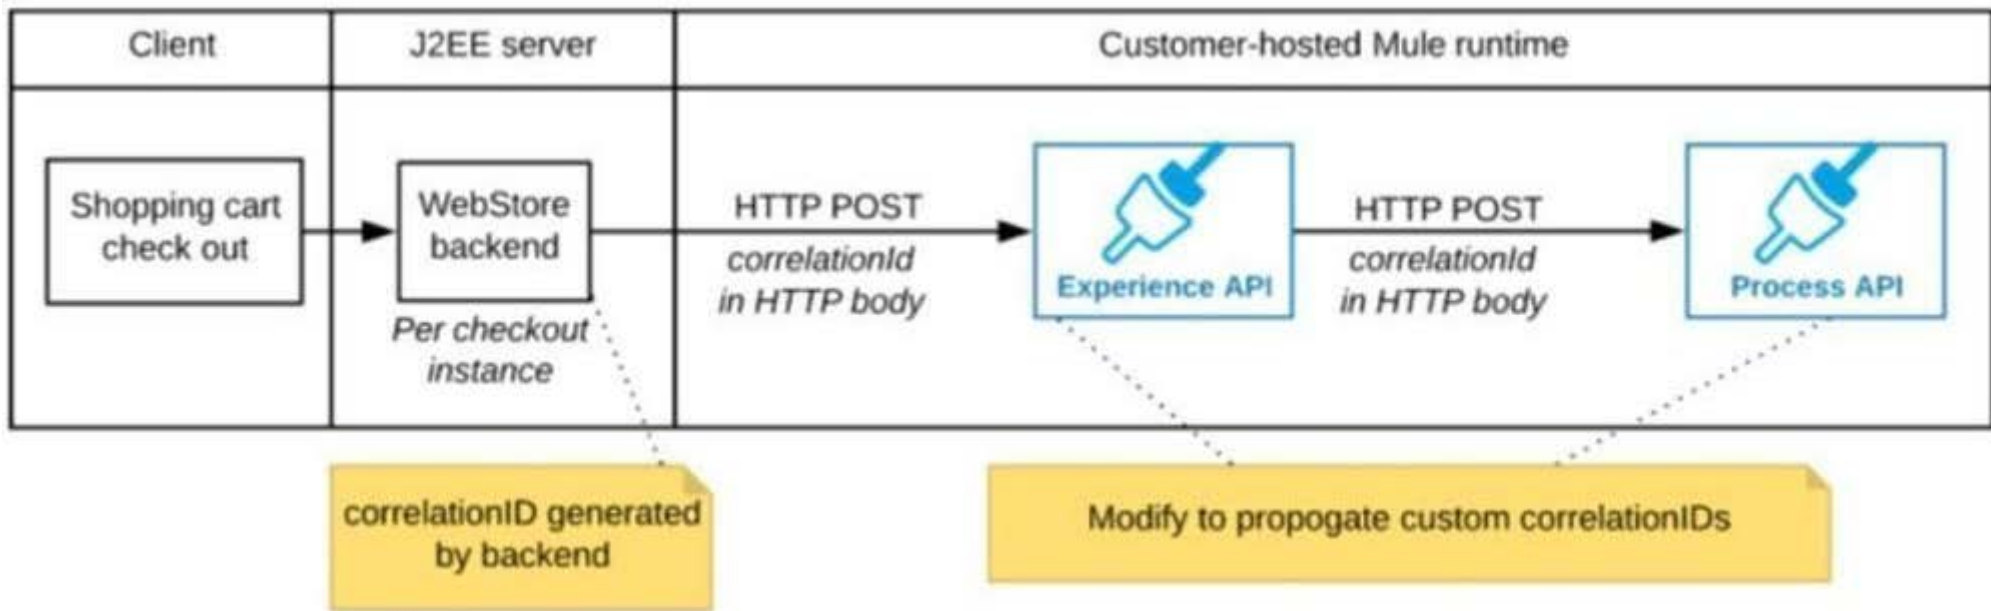 Client
J2EE server
Customer-hosted Mule runtime
Shopping cart
check out
WebStore
backend
Per checkout
instance
HTTP POST
correlationId
in HTTP body
Experience API
HTTP POST
correlationId
in HTTP body
Process API
correlationID generated
by backend
Modify to propogate custom correlationIDs